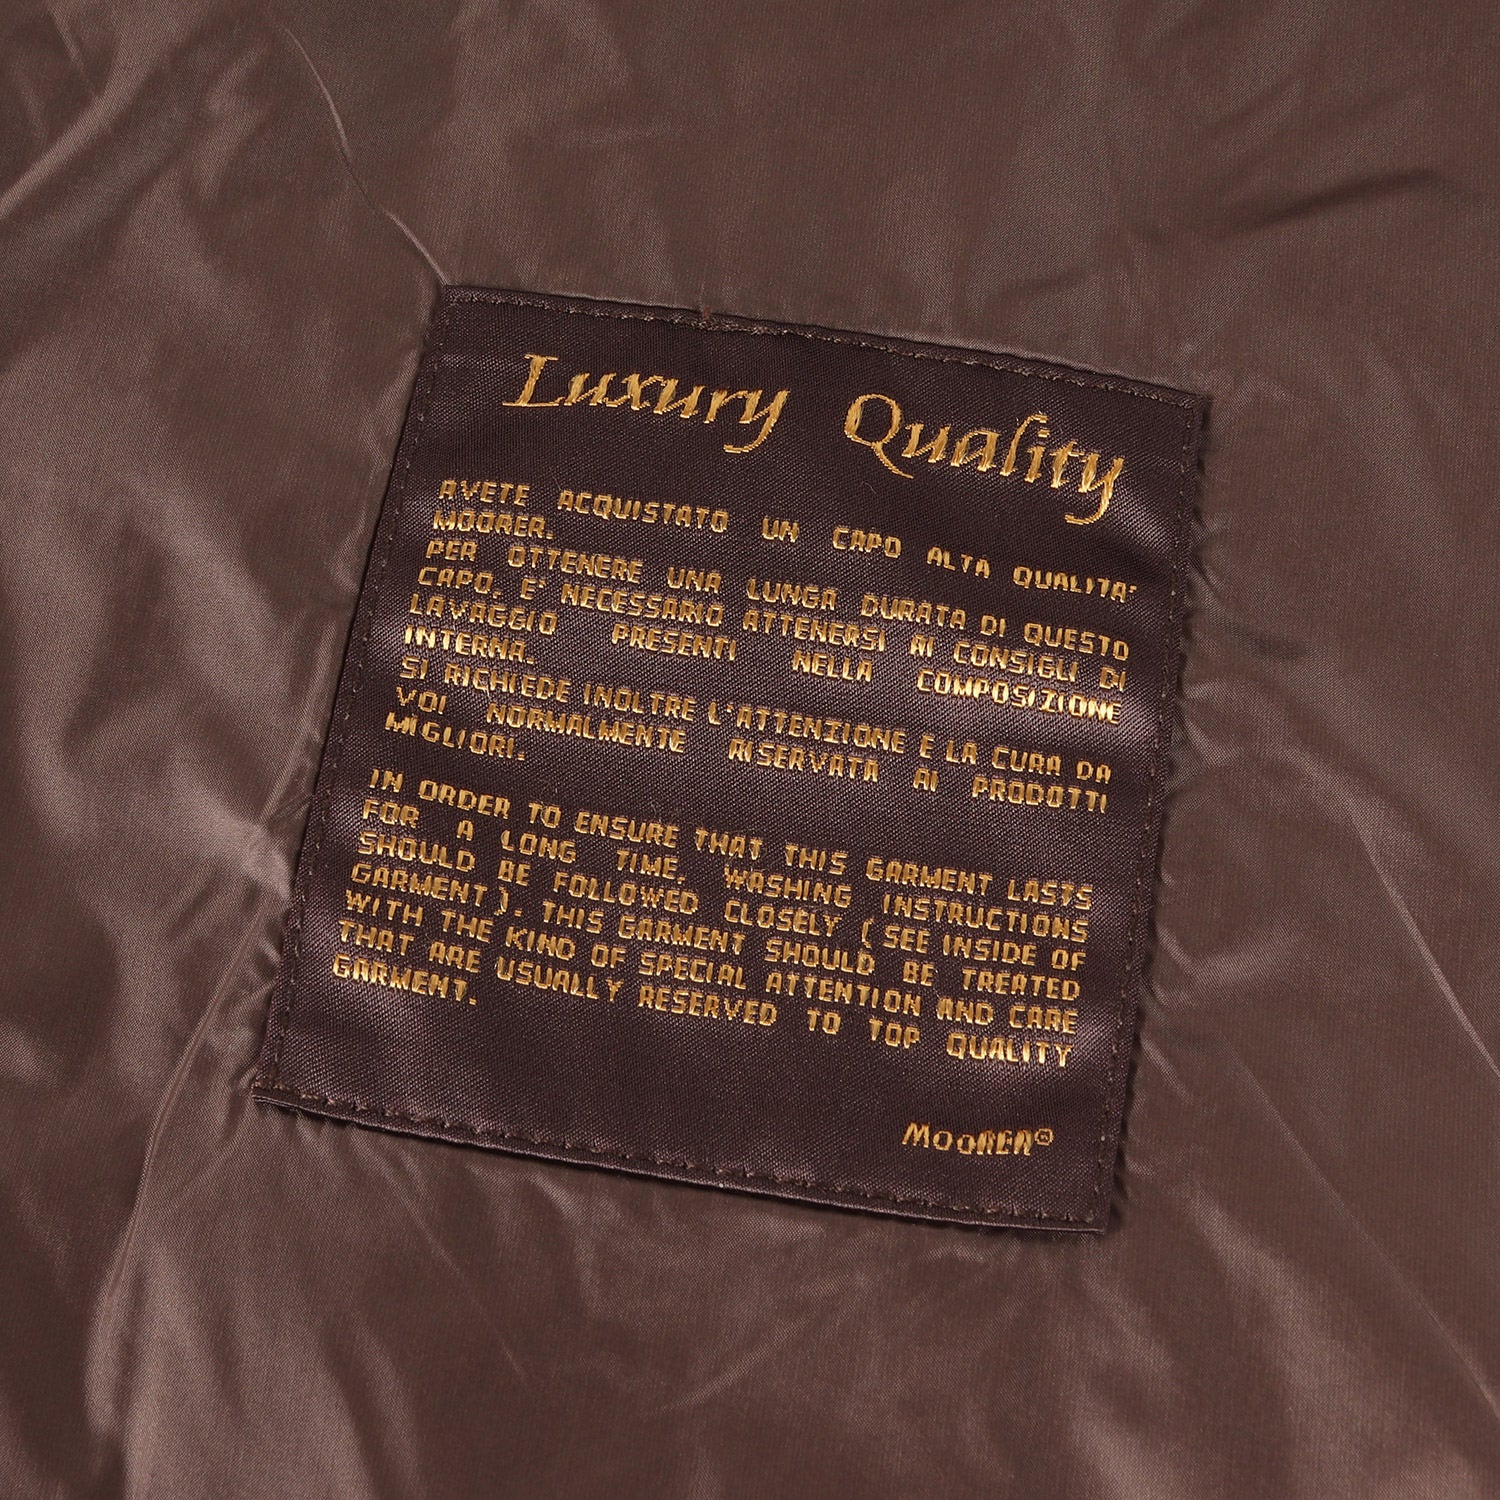 Luxury Quality
AVETE ACQUISTATO UN CAPO ALTA QUALITA'
MOORER.
PER OTTENERE UNA LUNGA DURATA DI QUESTO
CAPO, E' NECESSARIO ATTENERSI AI CONSIGLI DI
LAVAGGIO PRESENTI NELLA COMPOSIZIONE
INTERNA.
SI RICHIEDE INOLTRE L'ATTENZIONE E LA CURA DA
VOI NORMALMENTE RISERVATA AI PRODOTTI
MIGLIORI.
IN ORDER TO ENSURE THAT THIS GARMENT LASTS
FOR A LONG TIME, WASHING INSTRUCTIONS
SHOULD BE FOLLOWED CLOSELY ( SEE INSIDE OF
GARMENT ). THIS GARMENT SHOULD BE TREATED
WITH THE KIND OF SPECIAL ATTENTION AND CARE
THAT ARE USUALLY RESERVED TO TOP QUALITY
GARMENT.
MOORER®